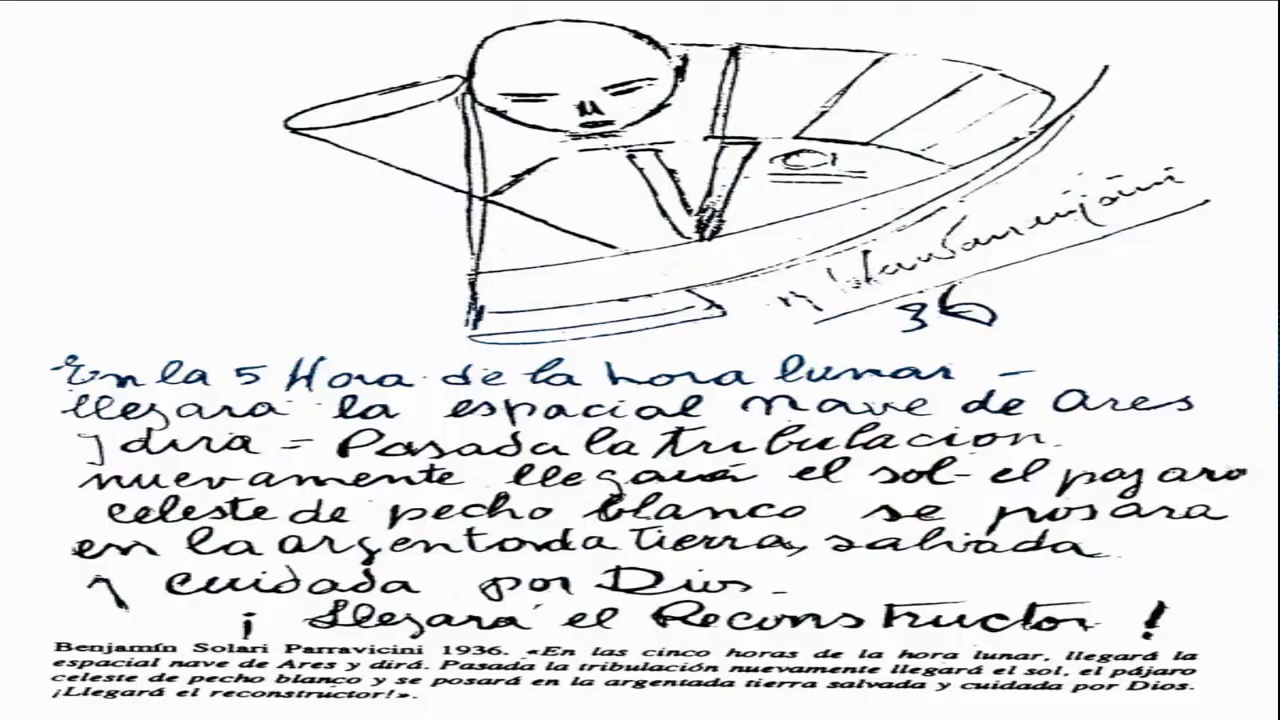 36
En la 5 Hora de la hora lunar -
llegará la espacial nave de Ares
y dira = Pasada la tribulacion.
nuevamente llegará el sol - el pajaro
celeste de pecho blanco se posara
en la argentada tierra, salvada
y cuidada por Dios -
¡ Llegará el Reconstructor !
Benjamín Solari Parravicini 1936. «En las cinco horas de la hora lunar, llegará la
espacial nave de Ares y dirá. Pasada la tribulación nuevamente llegará el sol, el pájaro
celeste de pecho blanco y se posará en la argentada tierra salvada y cuidada por Dios.
¡Llegará el reconstructor!».